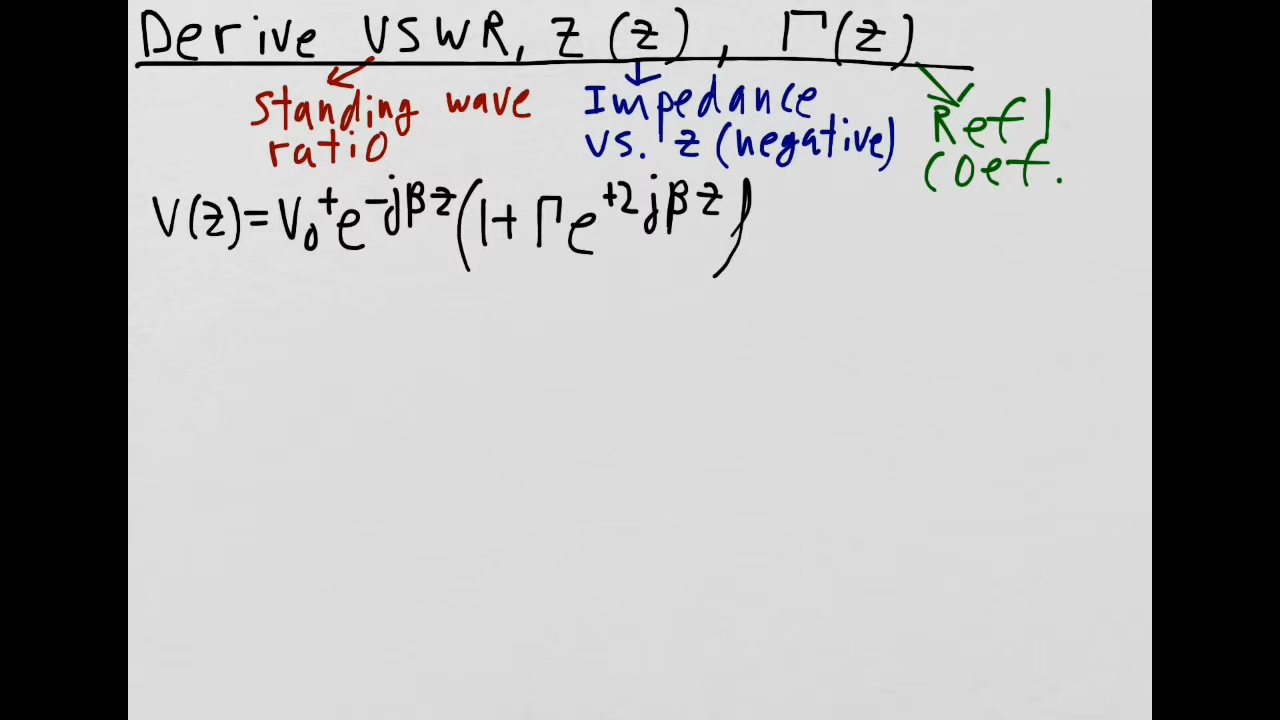 Derive VSWR, Z(z), Γ(z)
Standing wave
ratio
Impedance
vs. z (negative)
Refl
coef.
V(z)=V₀⁺e^{-jβz}(1+Γe^{+2jβz})